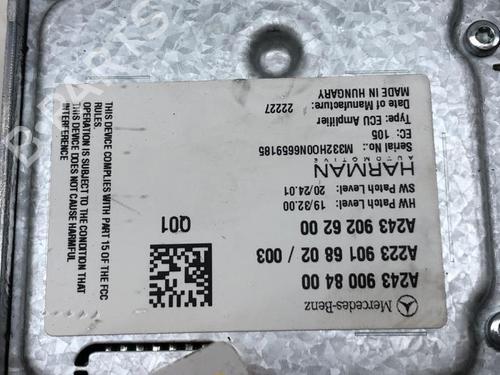 Mercedes-Benz
A243 900 84 00
A223 901 68 02 / 003
A243 902 62 00
HW Patch Level: 19/32.00
SW Patch Level: 20/24.01
HARMAN
AUTOMOTIVE
Serial No.: M332H00N6659185
EC: 105
Type: ECU Amplifier
Date of Manufacture: 22227
MADE IN HUNGARY
Q01
THIS DEVICE COMPLIES WITH PART 15 OF THE FCC
RULES
OPERATION IS SUBJECT TO THE CONDITION THAT
THIS DEVICE DOES NOT CAUSE HARMFUL
INTERFERENCE
B-PARTS